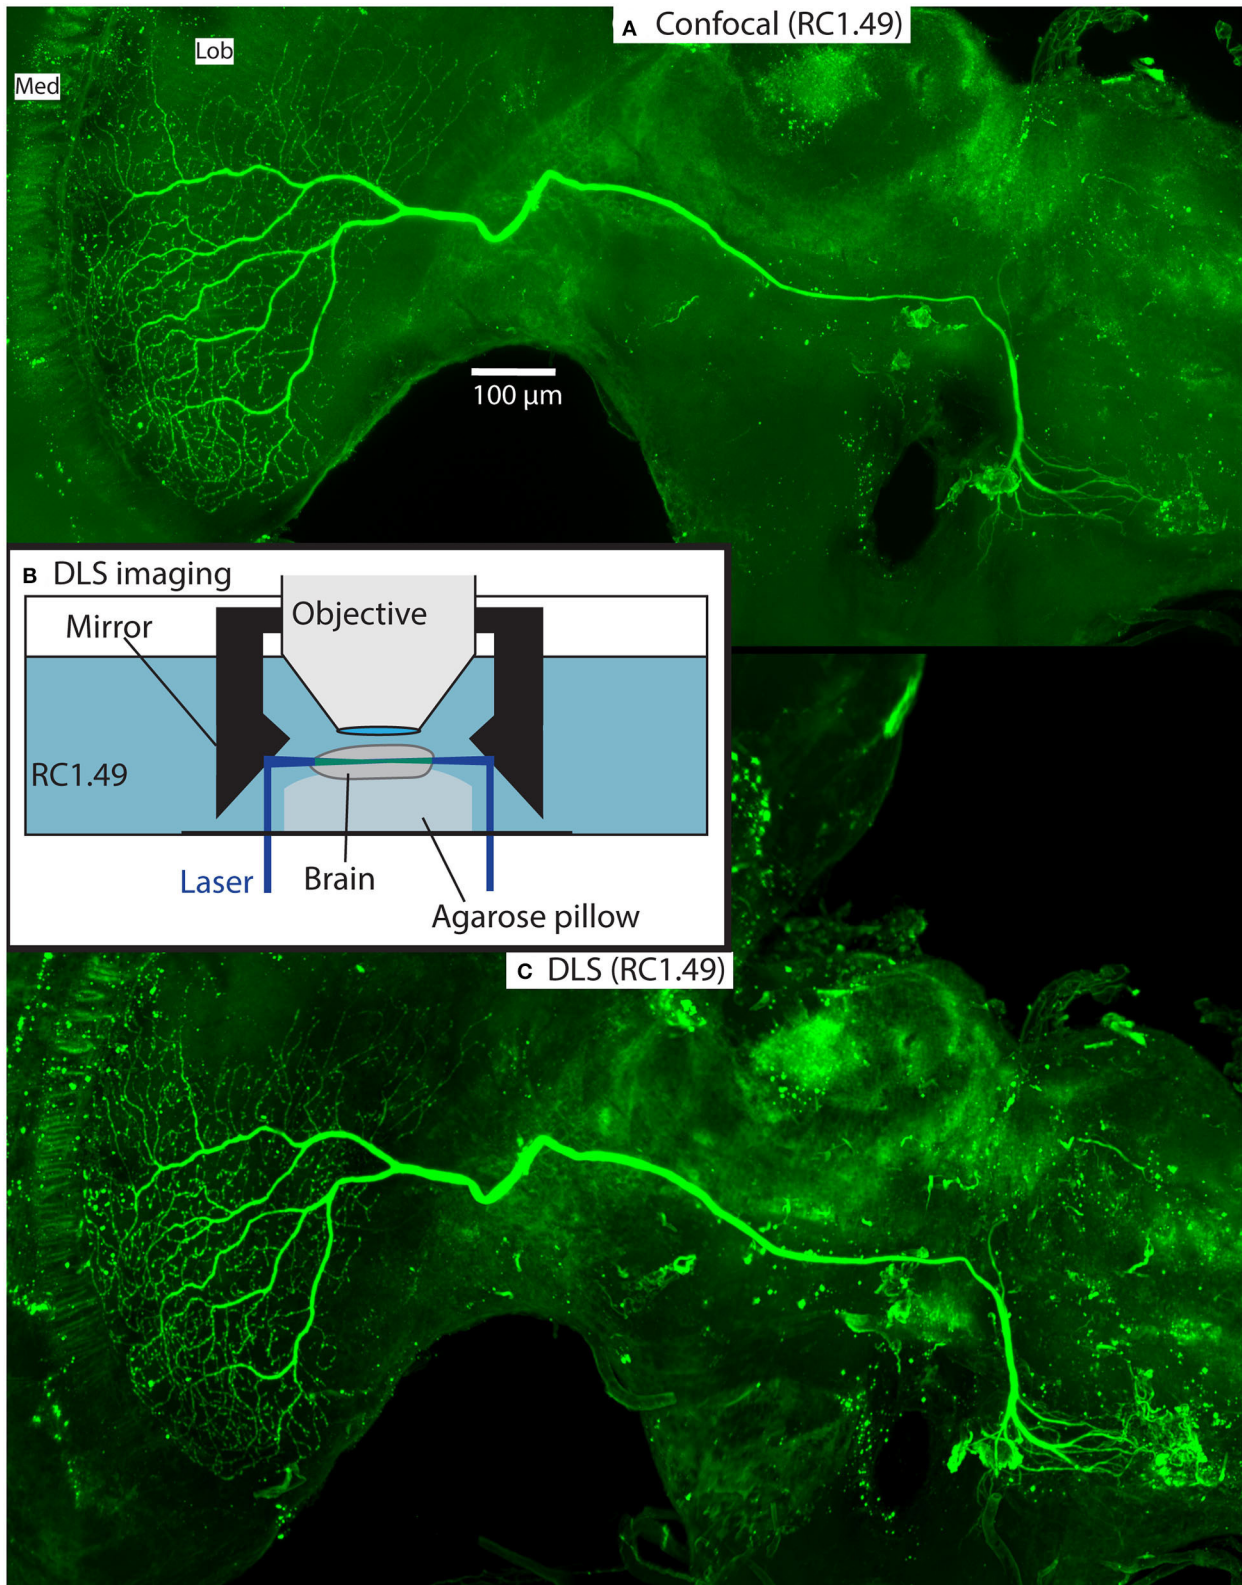 A Confocal (RC1.49)
Lob
Med
100 µm
B DLS imaging
Objective
Mirror
RC1.49
Laser
Brain
Agarose pillow
C DLS (RC1.49)